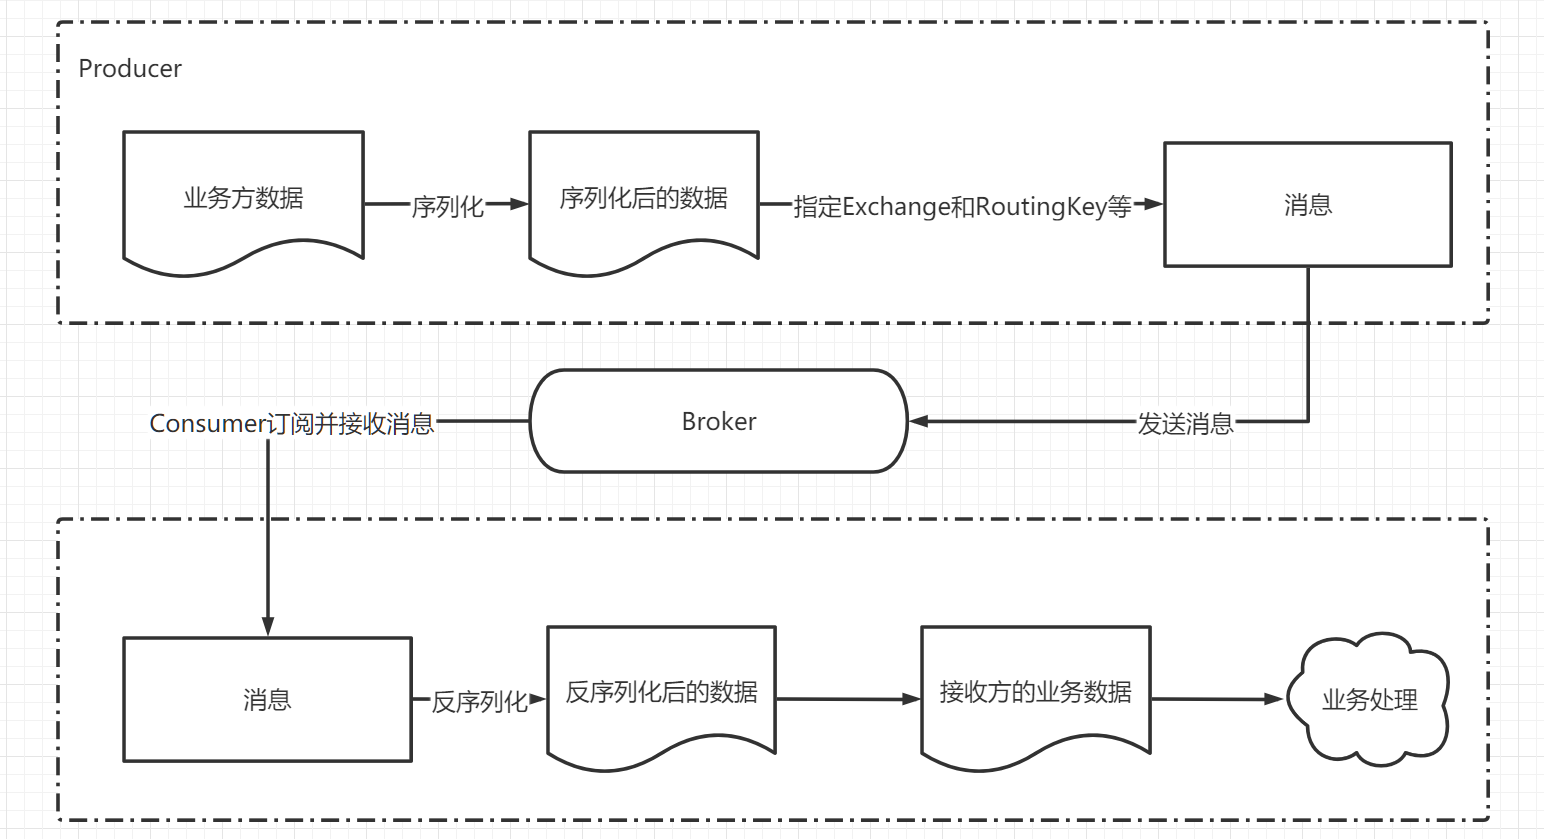 Producer
业务方数据
序列化
序列化后的数据
指定Exchange和RoutingKey等
消息
Consumer订阅并接收消息
Broker
发送消息
消息
反序列化
反序列化后的数据
接收方的业务数据
业务处理